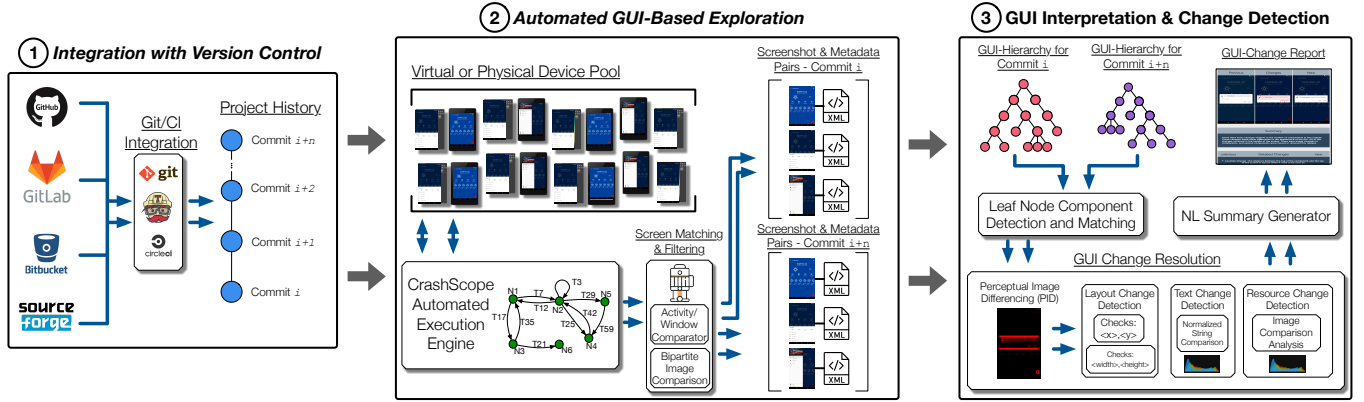 1 Integration with Version Control
GitHub
GitLab
Bitbucket
source
forge
Git/CI
Integration
git
T
circleci
Project History
Commit i+n
Commit i+2
Commit i+1
Commit i
2 Automated GUI-Based Exploration
Virtual or Physical Device Pool
CrashScope
Automated
Execution
Engine
T3
N1
T7
T29
N5
T12
N2
T17
T42
T35
T25
T59
N3
T21
N6
N4
Screen Matching
& Filtering
Activity/
Window
Comparator
Bipartite
Image
Comparison
Screenshot & Metadata
Pairs - Commit i
</>
XML
</>
XML
</>
XML
Screenshot & Metadata
Pairs - Commit i+n
</>
XML
</>
XML
</>
XML
3 GUI Interpretation & Change Detection
GUI-Hierarchy for
Commit i
GUI-Hierarchy for
Commit i+n
GUI-Change Report
Leaf Node Component
Detection and Matching
NL Summary Generator
GUI Change Resolution
Perceptual Image
Differencing (PID)
Layout Change
Detection
Checks:
<x>,<y>
Checks:
<width>,<height>
Text Change
Detection
Normalized
String
Comparison
Resource Change
Detection
Image
Comparison
Analysis